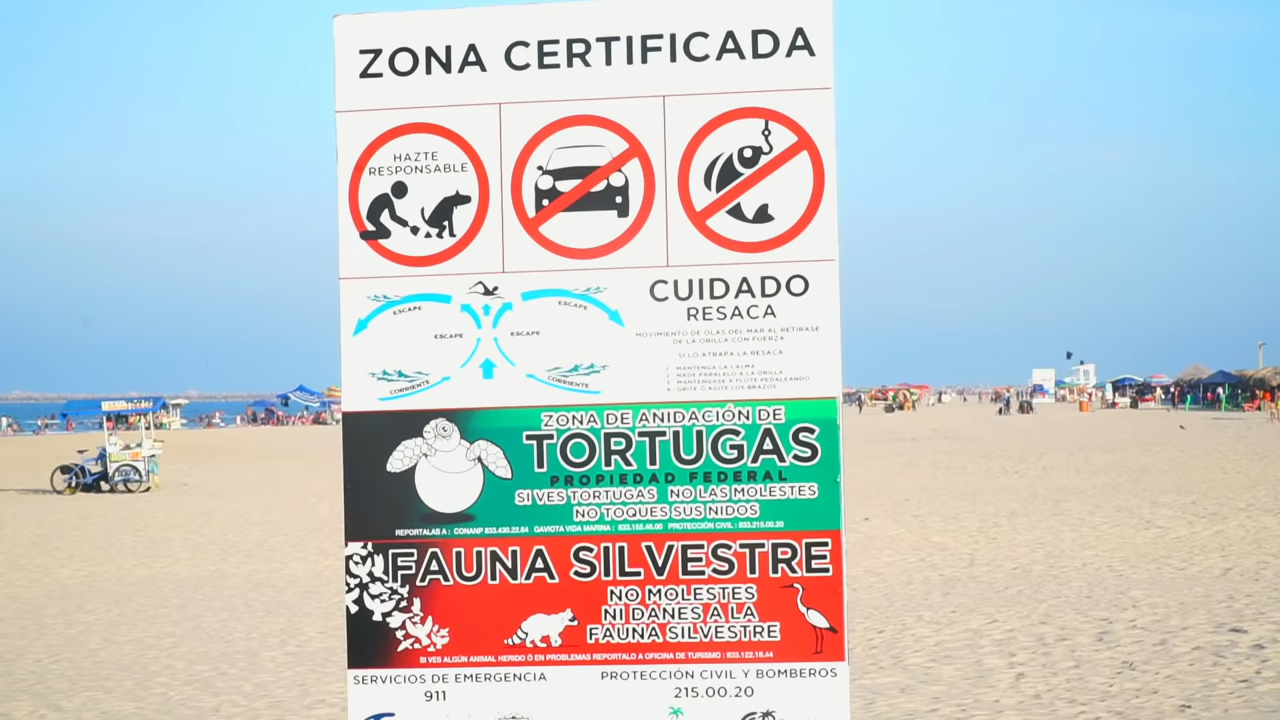 ZONA CERTIFICADA
HAZTE
RESPONSABLE
ESCAPE
ESCAPE
ESCAPE
ESCAPE
CORRIENTE
CORRIENTE
CUIDADO
RESACA
MOVIMIENTO DE OLAS DEL MAR AL RETIRASE
DE LA ORILLA CON FUERZA
SI LO ATRAPA LA RESACA
1 MANTENGA LA CALMA
2 NADE PARALELO A LA ORILLA
3 MANTENGASE A FLOTE PEDALEANDO
4 GRITE O AGITE LOS BRAZOS
ZONA DE ANIDACIÓN DE
TORTUGAS
PROPIEDAD FEDERAL
SI VES TORTUGAS NO LAS MOLESTES
NO TOQUES SUS NIDOS
REPORTALAS A : CONANP 833.430.22.64 GAVIOTA VIDA MARINA : 833.155.46.00 PROTECCIÓN CIVIL : 833.215.00.20
FAUNA SILVESTRE
NO MOLESTES
NI DAÑES A LA
FAUNA SILVESTRE
SI VES ALGÚN ANIMAL HERIDO Ó EN PROBLEMAS REPORTALO A OFICINA DE TURISMO : 833.122.18.44
SERVICIOS DE EMERGENCIA
911
PROTECCIÓN CIVIL Y BOMBEROS
215.00.20